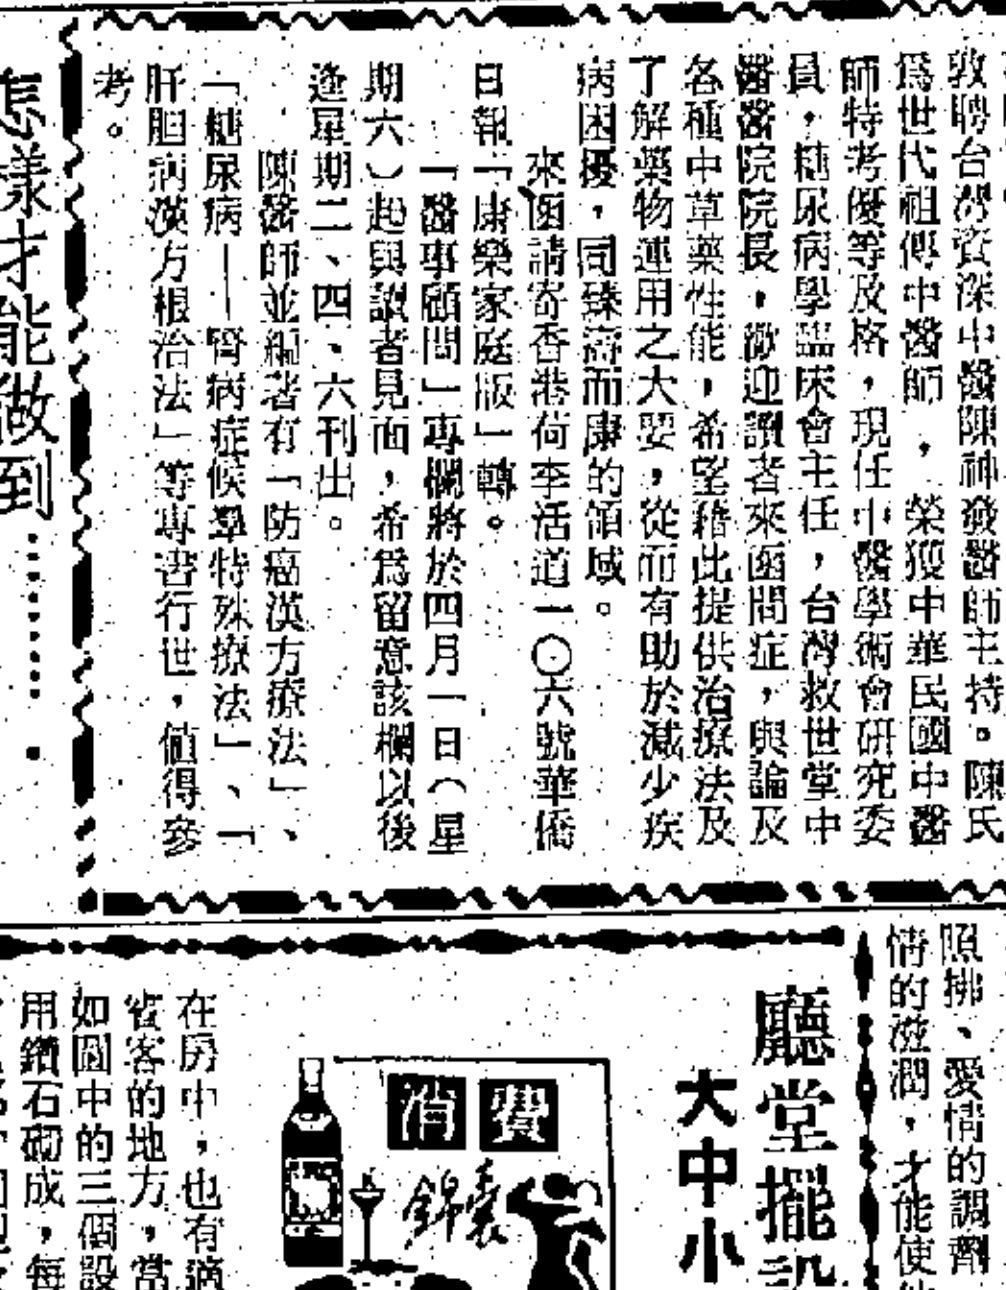 敦聘台灣資深中醫陳神發醫師主持。陳氏
爲世代祖傳中醫師,榮獲中華民國中醫
師特考優等及格,現任中醫學術會研究委
員,糖尿病學臨床會主任,台灣救世堂中
醫醫院院長,歡迎讀者來函問症,與論及
各種中草藥性能,希望藉此提供治療法及
了解藥物運用之大要,從而有助於減少疾
病困擾,同臻壽而康的領域。
來函請寄香港荷李活道一〇六號華僑
日報「康樂家庭版」轉。
「醫事顧問」專欄將於四月一日(星
期六)起與讀者見面,希爲留意該欄以後
逢星期二、四、六刊出。
陳醫師並編著有「防癌漢方療法」、
「糖尿病——腎病症候羣特殊療法」、「
肝胆病漢方根治法」等專書行世,值得參
考。
怎樣才能做到…………
照拂、愛情的調劑
情的滋潤,才能使
廳堂擺設
大中小
消費
錦囊
在房中,也有適
賓客的地方,當
如圖中的三個設
用鑽石砌成,每